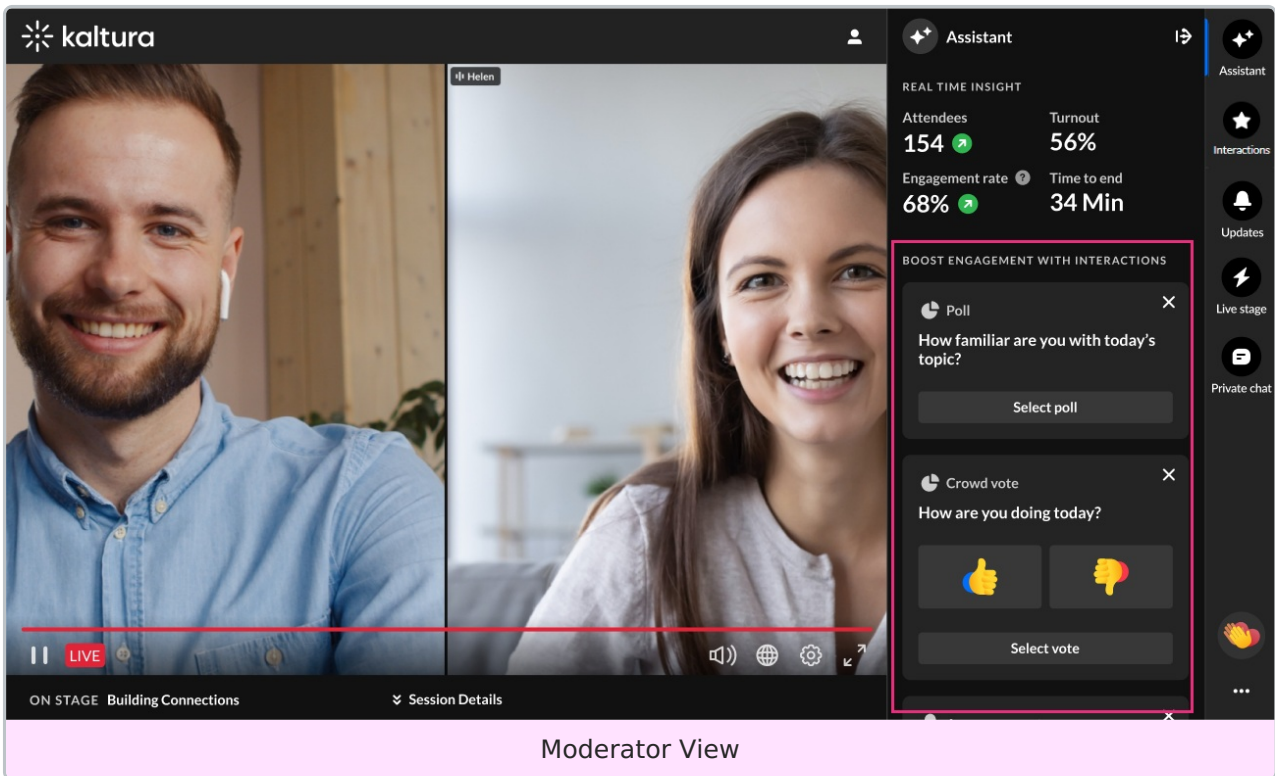 kaltura
Helen
LIVE
ON STAGE Building Connections
Session Details
Assistant
REAL TIME INSIGHT
Attendees
Turnout
154
56%
Engagement rate ?
Time to end
68%
34 Min
BOOST ENGAGEMENT WITH INTERACTIONS
Poll
How familiar are you with today's
topic?
Select poll
Crowd vote
How are you doing today?
Select vote
Assistant
Interactions
Updates
Live stage
Private chat
Moderator View